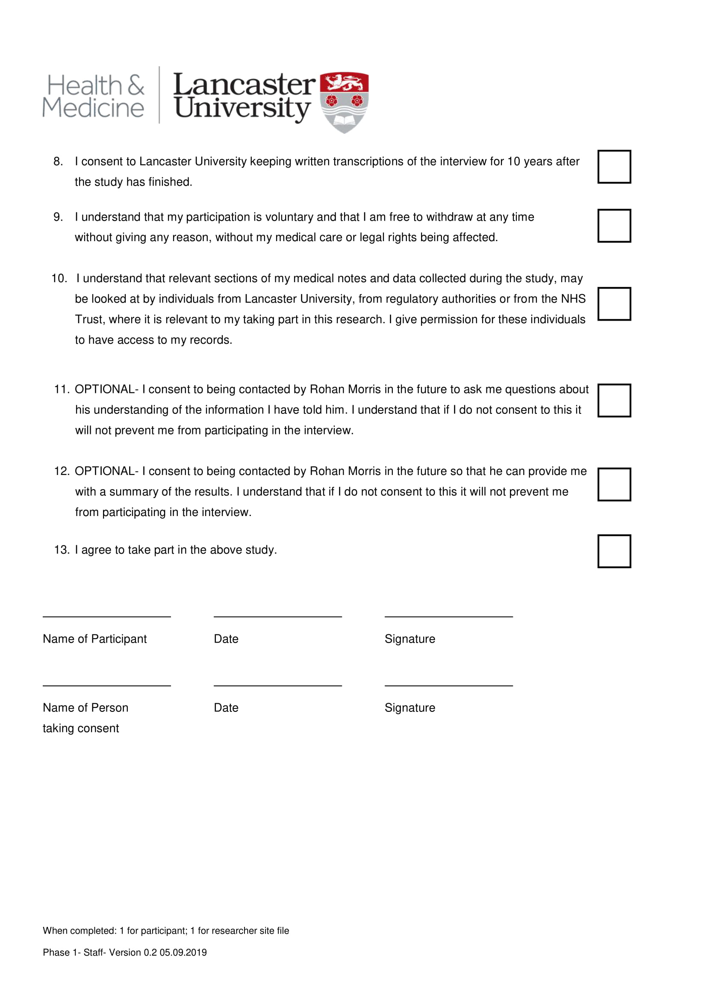 Health &
Medicine
Lancaster
University
8. I consent to Lancaster University keeping written transcriptions of the interview for 10 years after
the study has finished.
9. I understand that my participation is voluntary and that I am free to withdraw at any time
without giving any reason, without my medical care or legal rights being affected.
10. I understand that relevant sections of my medical notes and data collected during the study, may
be looked at by individuals from Lancaster University, from regulatory authorities or from the NHS
Trust, where it is relevant to my taking part in this research. I give permission for these individuals
to have access to my records.
11. OPTIONAL- I consent to being contacted by Rohan Morris in the future to ask me questions about
his understanding of the information I have told him. I understand that if I do not consent to this it
will not prevent me from participating in the interview.
12. OPTIONAL- I consent to being contacted by Rohan Morris in the future so that he can provide me
with a summary of the results. I understand that if I do not consent to this it will not prevent me
from participating in the interview.
13. I agree to take part in the above study.
Name of Participant Date Signature
Name of Person Date Signature
taking consent
When completed: 1 for participant; 1 for researcher site file
Phase 1- Staff- Version 0.2 05.09.2019